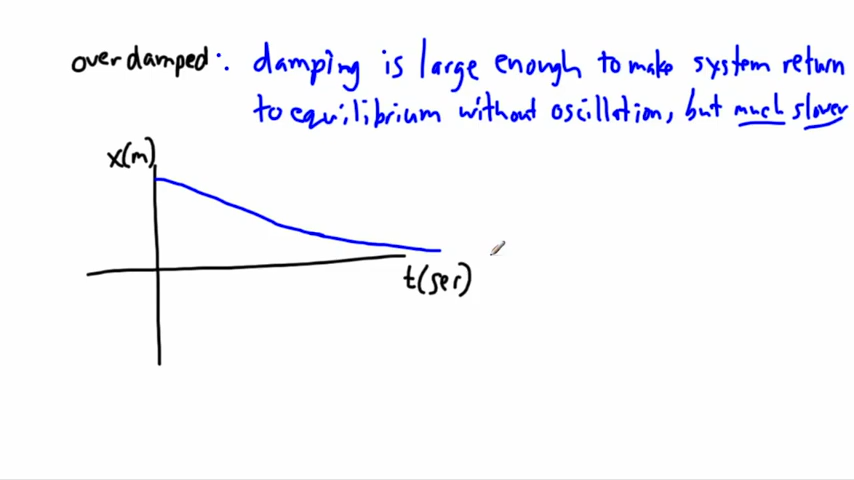 overdamped: damping is large enough to make system return
to equilibrium without oscillation, but much slower
x(m)
t(sec)